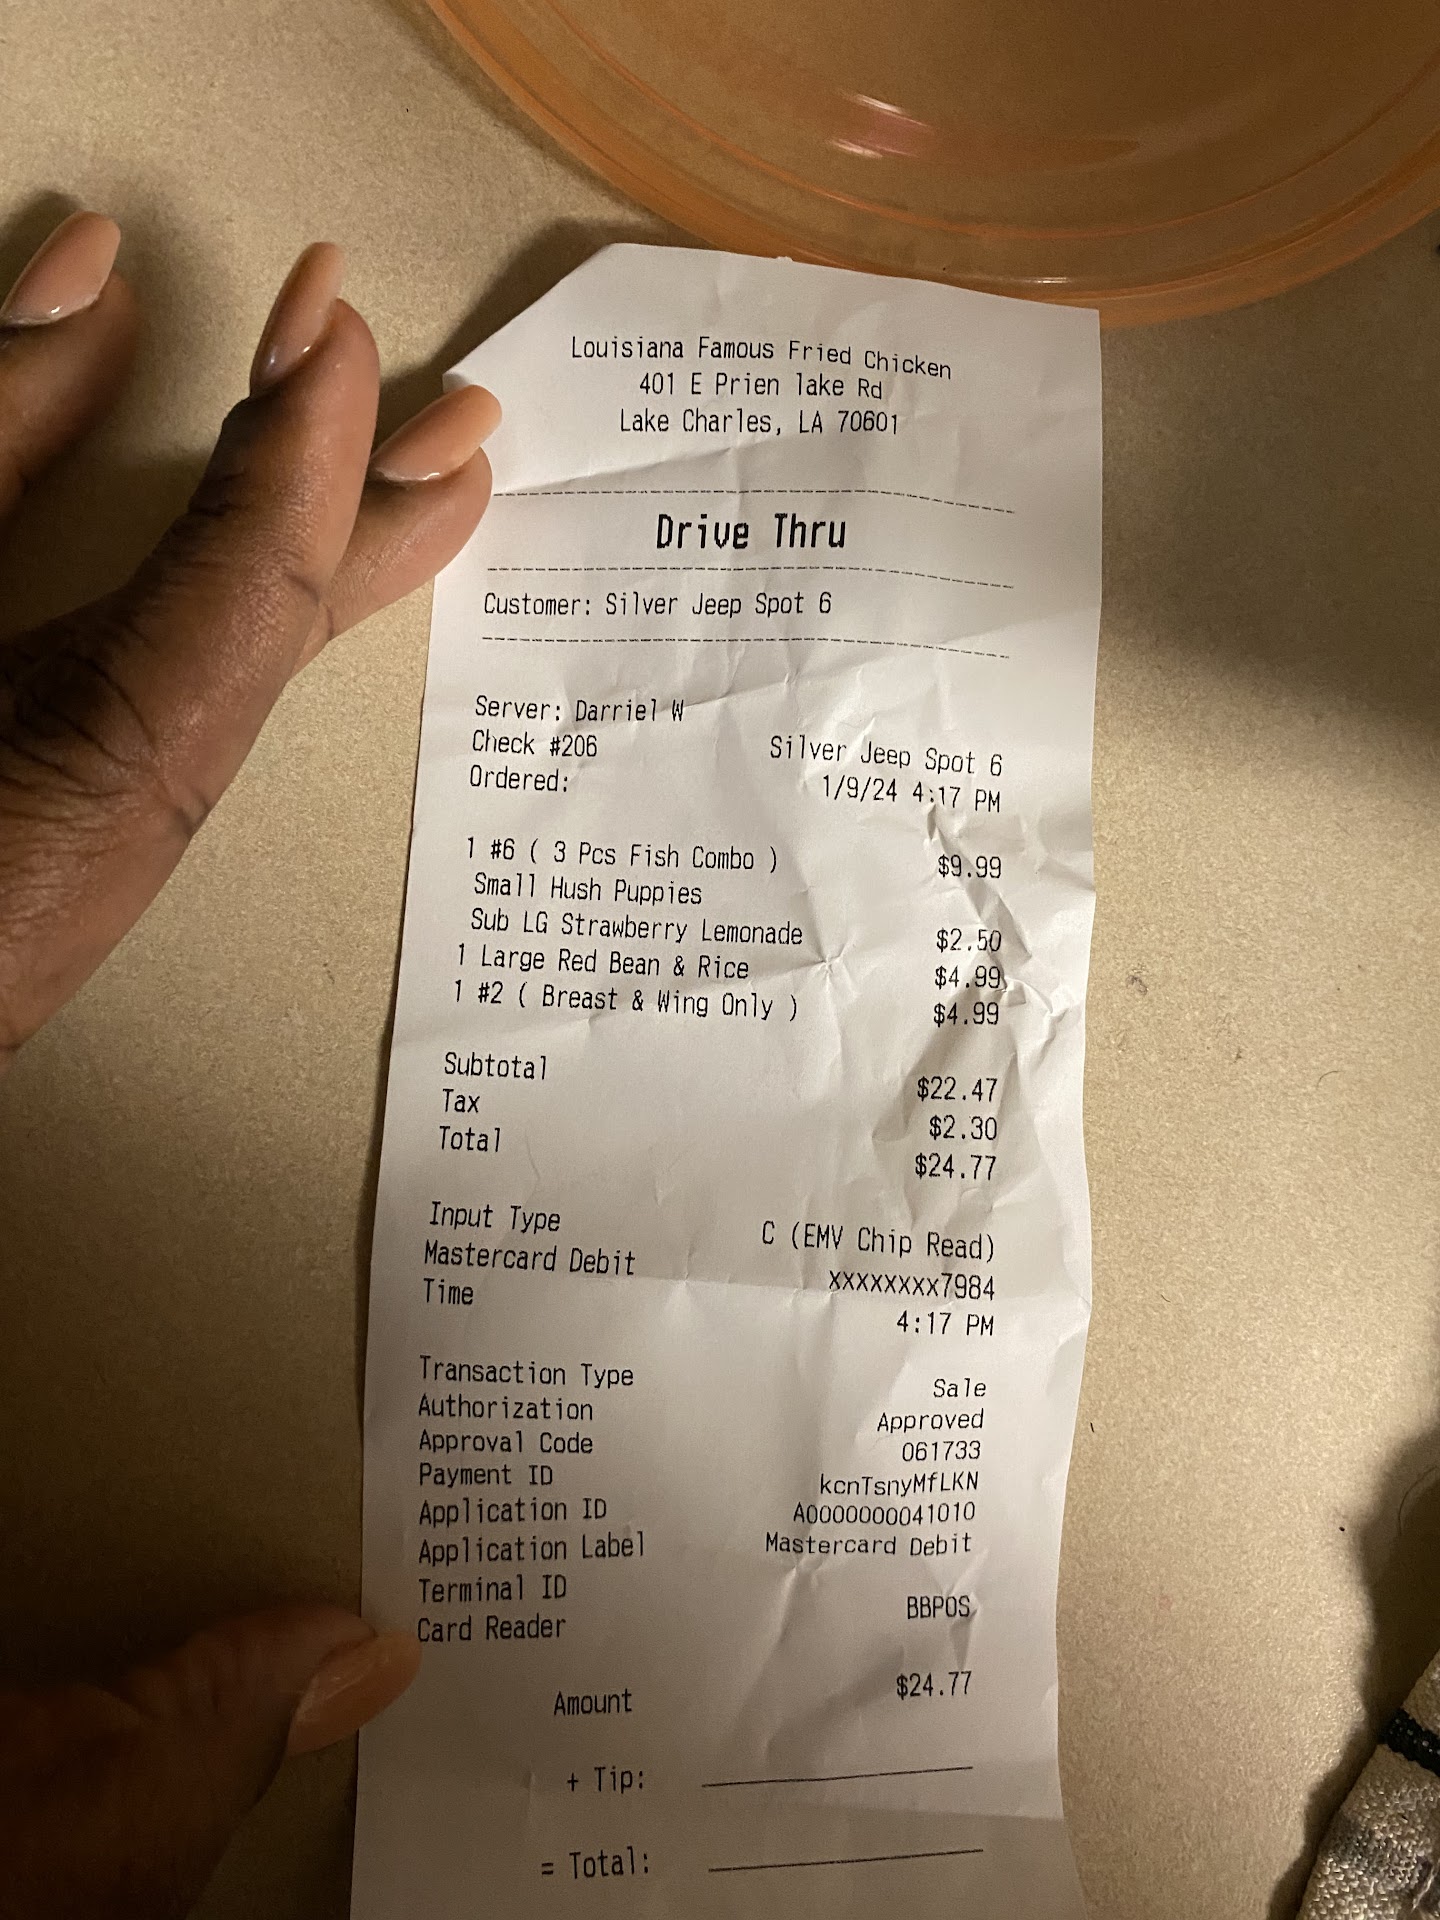 Louisiana Famous Fried Chicken
401 E Prien lake Rd
Lake Charles, LA 70601
Drive Thru
Customer: Silver Jeep Spot 6
Server: Darriel W
Check #206 Silver Jeep Spot 6
Ordered: 1/9/24 4:17 PM
1 #6 ( 3 Pcs Fish Combo ) $9.99
Small Hush Puppies
Sub LG Strawberry Lemonade $2.50
1 Large Red Bean & Rice $4.99
1 #2 ( Breast & Wing Only ) $4.99
Subtotal $22.47
Tax $2.30
Total $24.77
Input Type C (EMV Chip Read)
Mastercard Debit xxxxxxxx7984
Time 4:17 PM
Transaction Type Sale
Authorization Approved
Approval Code 061733
Payment ID kcnTsnyMfLKN
Application ID A0000000041010
Application Label Mastercard Debit
Terminal ID
Card Reader BBPOS
Amount $24.77
+ Tip:
= Total: